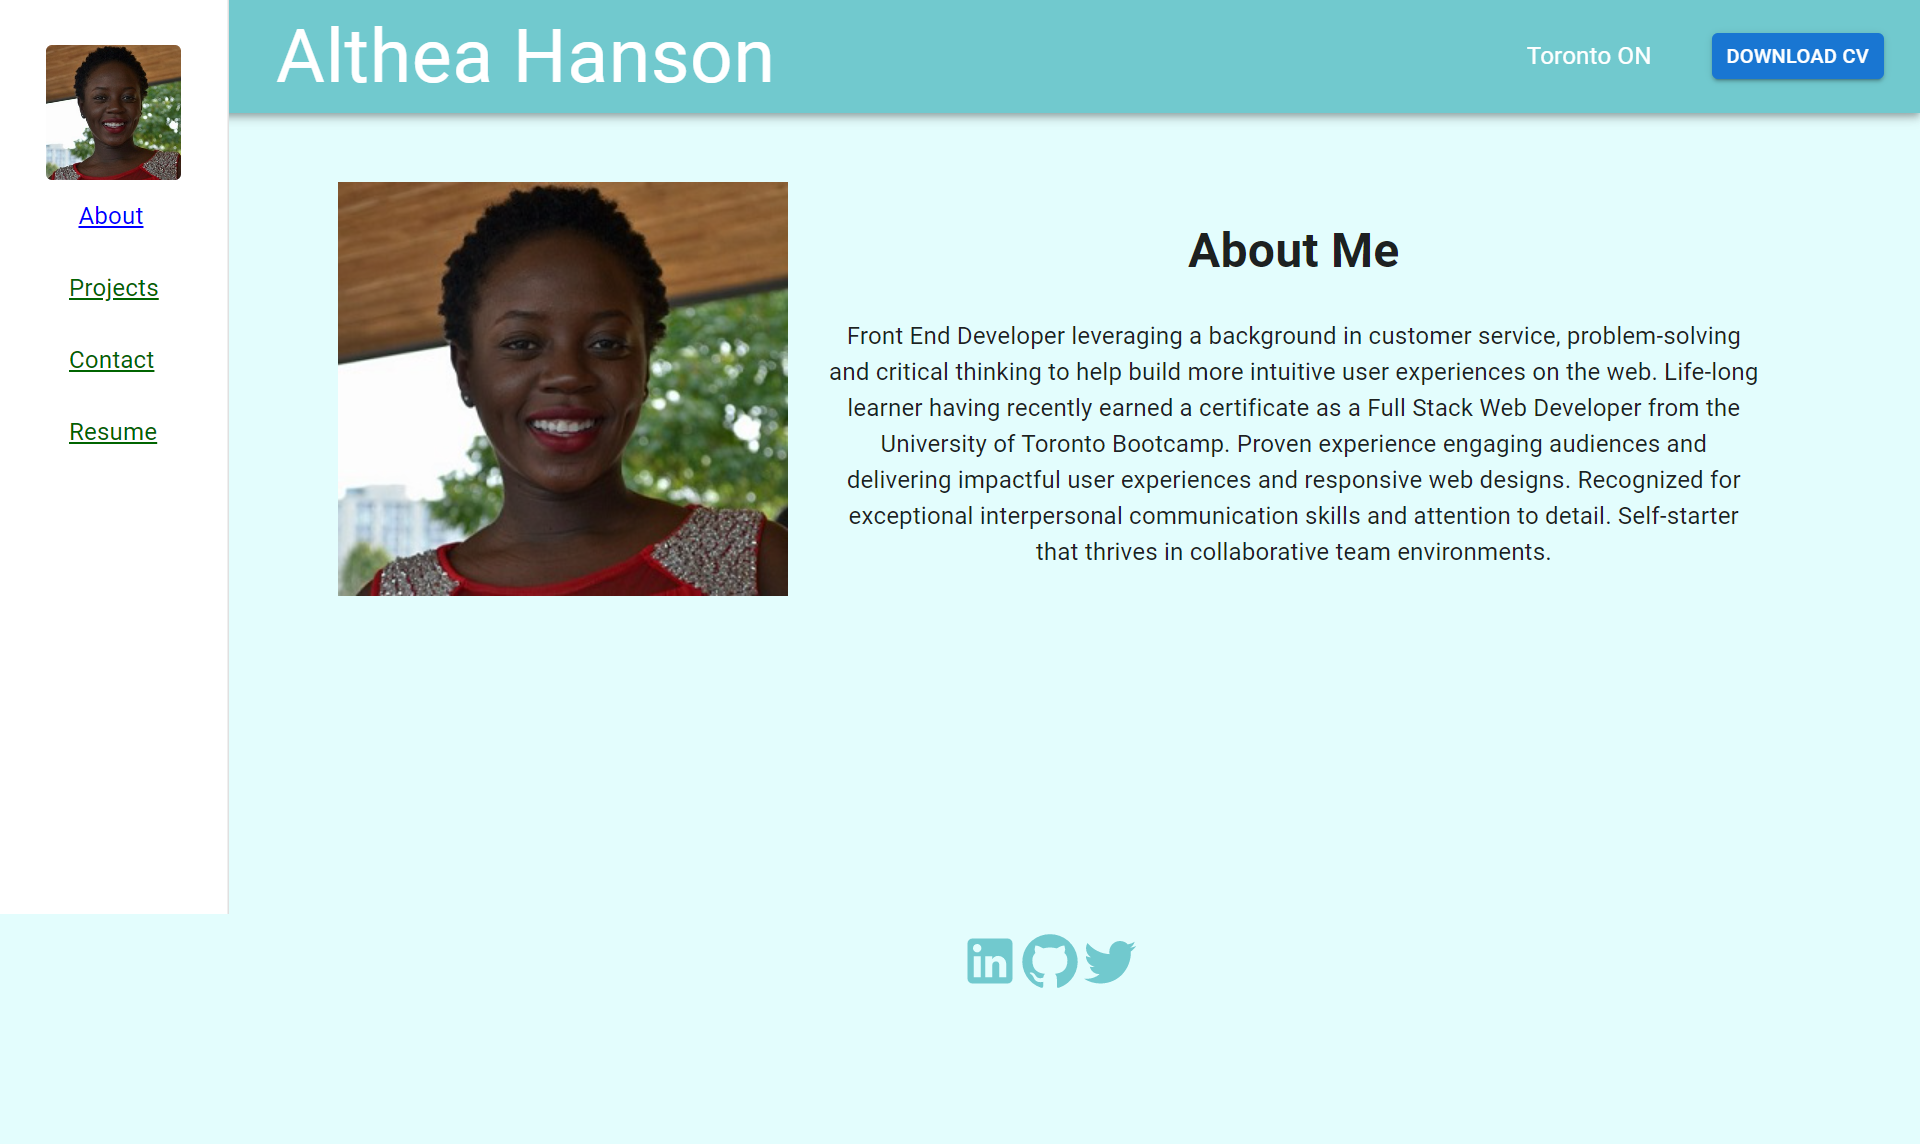 Althea Hanson
Toronto ON
DOWNLOAD CV
About
Projects
Contact
Resume
About Me
Front End Developer leveraging a background in customer service, problem-solving
and critical thinking to help build more intuitive user experiences on the web. Life-long
learner having recently earned a certificate as a Full Stack Web Developer from the
University of Toronto Bootcamp. Proven experience engaging audiences and
delivering impactful user experiences and responsive web designs. Recognized for
exceptional interpersonal communication skills and attention to detail. Self-starter
that thrives in collaborative team environments.
in